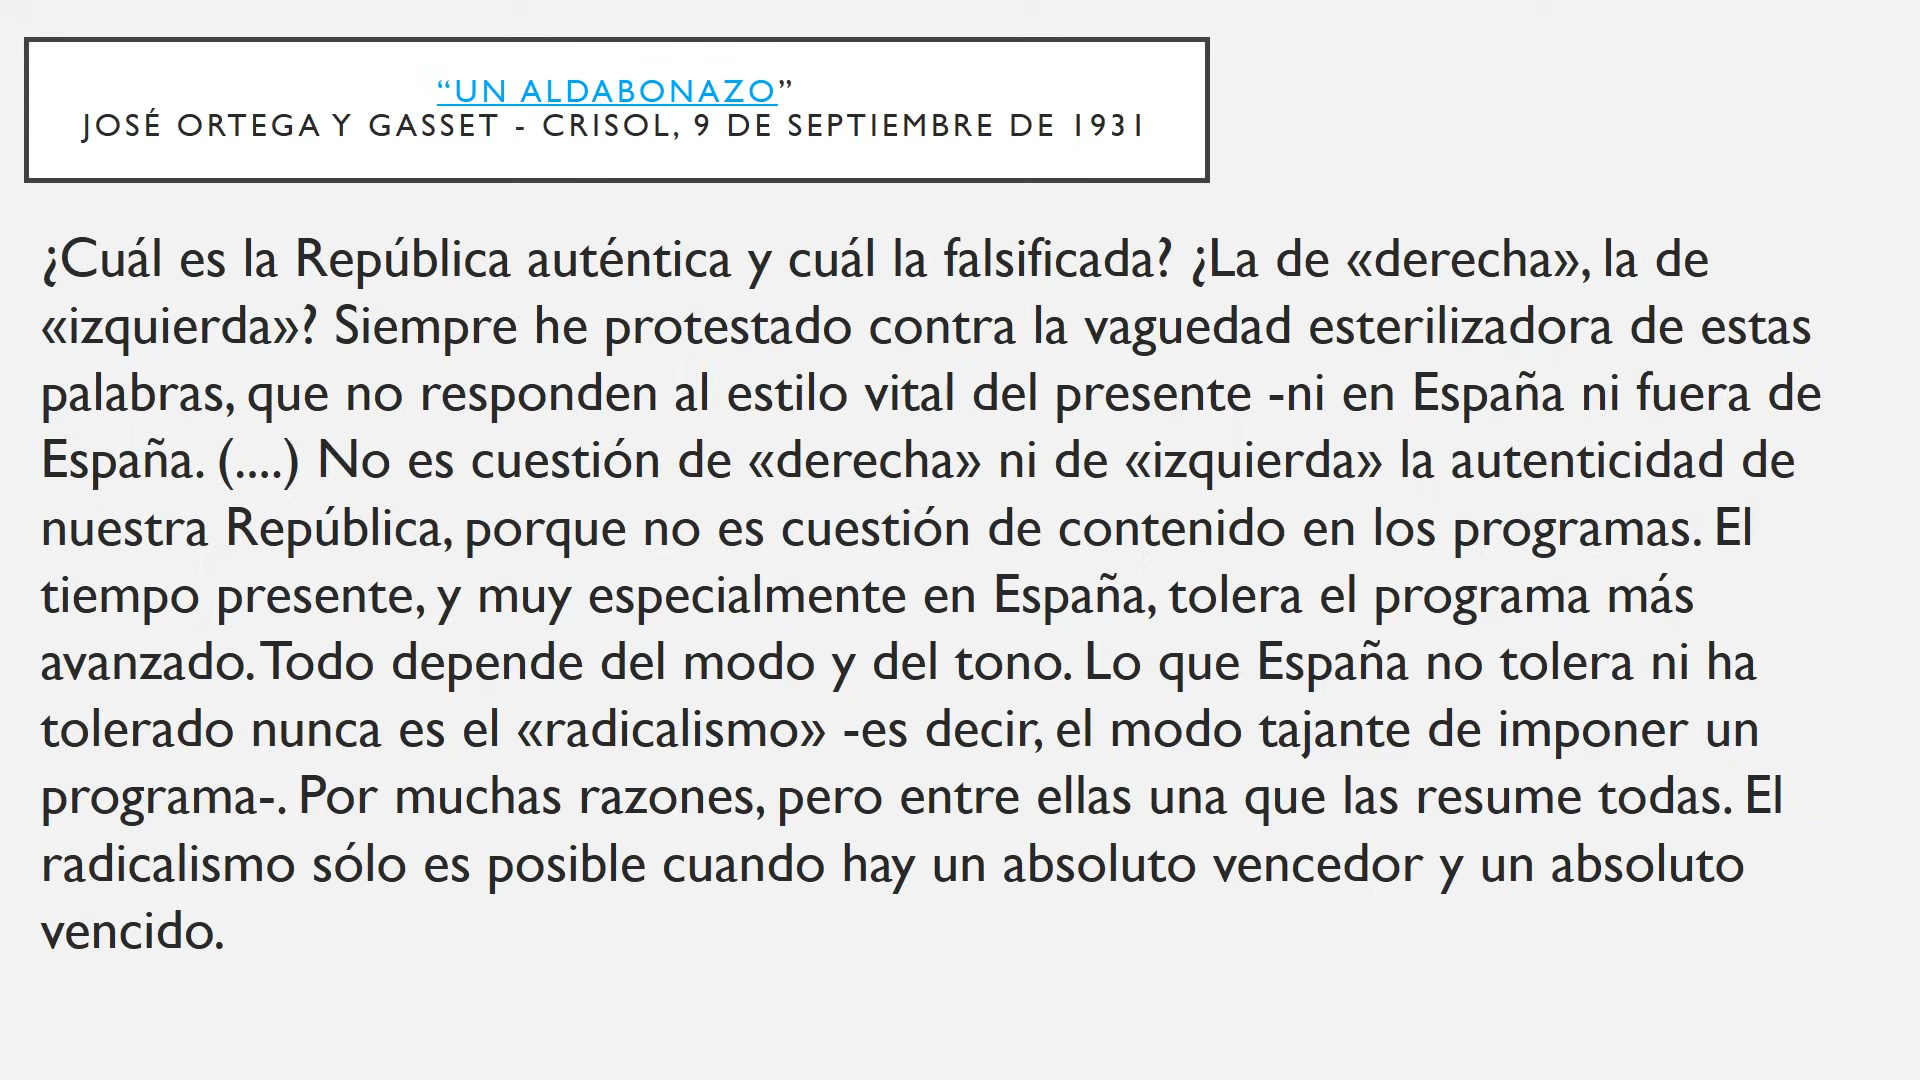 “UN ALDABONAZO”
JOSÉ ORTEGA Y GASSET - CRISOL, 9 DE SEPTIEMBRE DE 1931
¿Cuál es la República auténtica y cuál la falsificada? ¿La de «derecha», la de
«izquierda»? Siempre he protestado contra la vaguedad esterilizadora de estas
palabras, que no responden al estilo vital del presente -ni en España ni fuera de
España. (....) No es cuestión de «derecha» ni de «izquierda» la autenticidad de
nuestra República, porque no es cuestión de contenido en los programas. El
tiempo presente, y muy especialmente en España, tolera el programa más
avanzado. Todo depende del modo y del tono. Lo que España no tolera ni ha
tolerado nunca es el «radicalismo» -es decir, el modo tajante de imponer un
programa-. Por muchas razones, pero entre ellas una que las resume todas. El
radicalismo sólo es posible cuando hay un absoluto vencedor y un absoluto
vencido.